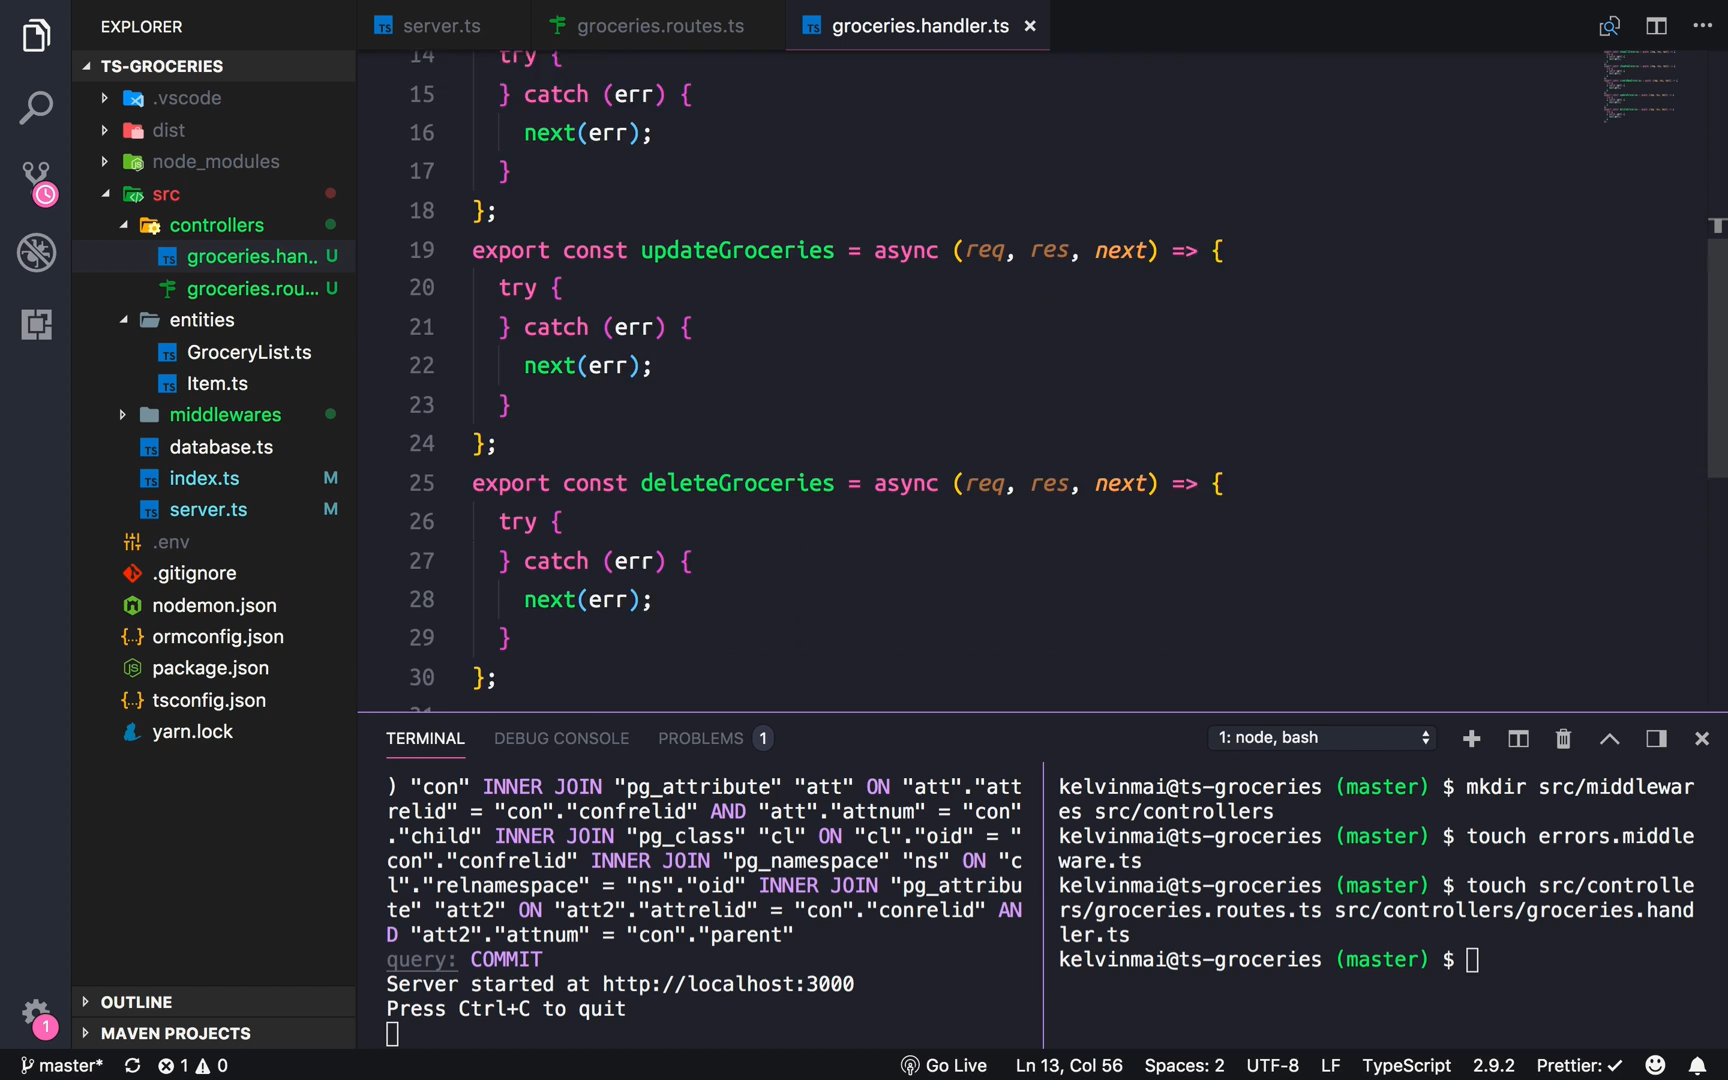 EXPLORER
TS-GROCERIES
.vscode
dist
node_modules
src
controllers
groceries.han.. U
groceries.rou... U
entities
GroceryList.ts
Item.ts
middlewares
database.ts
index.ts M
server.ts M
.env
.gitignore
nodemon.json
ormconfig.json
package.json
tsconfig.json
yarn.lock
OUTLINE
MAVEN PROJECTS
server.ts groceries.routes.ts groceries.handler.ts
14 try {
15 } catch (err) {
16 next(err);
17 }
18 };
19 export const updateGroceries = async (req, res, next) => {
20 try {
21 } catch (err) {
22 next(err);
23 }
24 };
25 export const deleteGroceries = async (req, res, next) => {
26 try {
27 } catch (err) {
28 next(err);
29 }
30 };
TERMINAL DEBUG CONSOLE PROBLEMS 1 1: node, bash
) "con" INNER JOIN "pg_attribute" "att" ON "att"."att
relid" = "con"."confrelid" AND "att"."attnum" = "con"
."child" INNER JOIN "pg_class" "cl" ON "cl"."oid" = "
con"."confrelid" INNER JOIN "pg_namespace" "ns" ON "c
l"."relnamespace" = "ns"."oid" INNER JOIN "pg_attribu
te" "att2" ON "att2"."attrelid" = "con"."conrelid" AN
D "att2"."attnum" = "con"."parent"
query: COMMIT
Server started at http://localhost:3000
Press Ctrl+C to quit
kelvinmai@ts-groceries (master) $ mkdir src/middlewar
es src/controllers
kelvinmai@ts-groceries (master) $ touch errors.middle
ware.ts
kelvinmai@ts-groceries (master) $ touch src/controlle
rs/groceries.routes.ts src/controllers/groceries.hand
ler.ts
kelvinmai@ts-groceries (master) $
1
master* 1 0 Go Live Ln 13, Col 56 Spaces: 2 UTF-8 LF TypeScript 2.9.2 Prettier: ✓